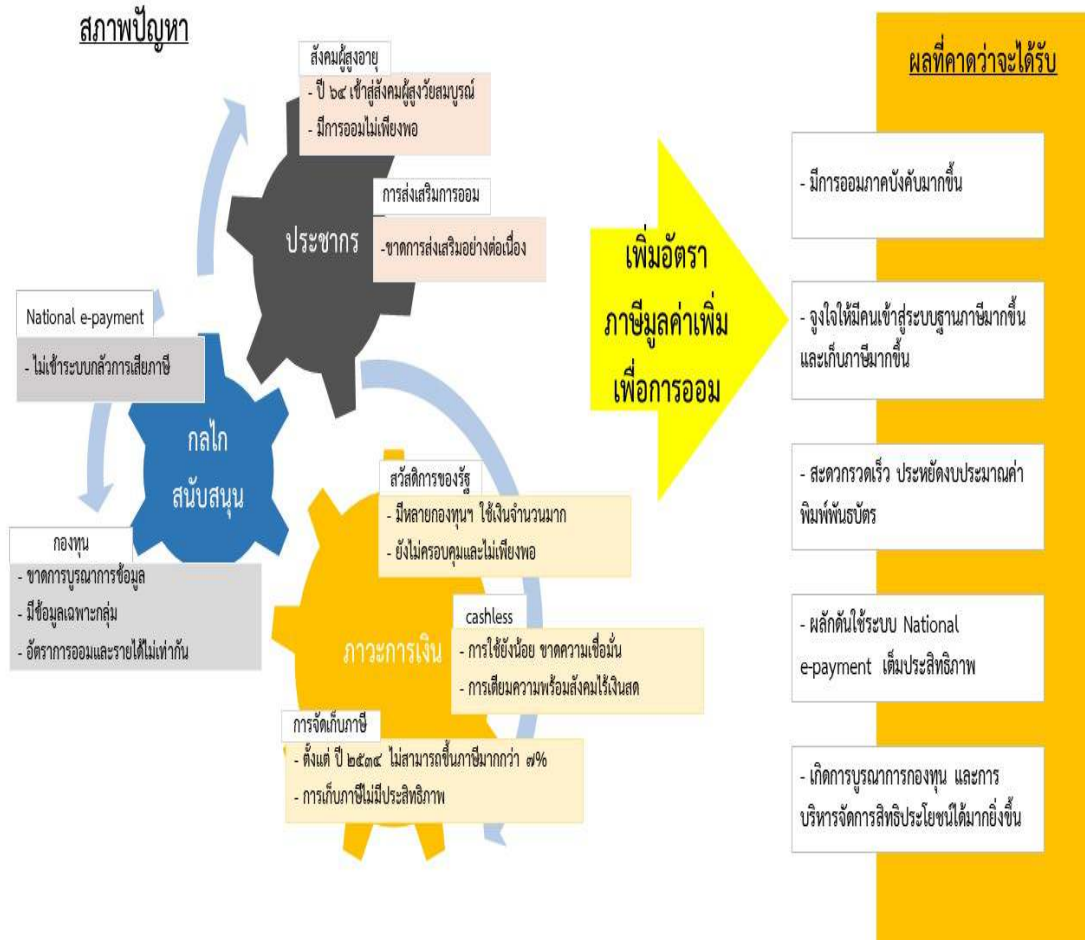 สภาพปัญหา
สังคมผู้สูงอายุ
- ปี ๖๔ เข้าสู่สังคมผู้สูงวัยสมบูรณ์
- มีการออมไม่เพียงพอ
การส่งเสริมการออม
-ขาดการส่งเสริมอย่างต่อเนื่อง
ประชากร
National e-payment
- ไม่เข้าระบบกลัวการเสียภาษี
กลไก
สนับสนุน
กองทุน
- ขาดการบูรณาการข้อมูล
- มีข้อมูลเฉพาะกลุ่ม
- อัตราการออมและรายได้ไม่เท่ากัน
สวัสดิการของรัฐ
- มีหลายกองทุนฯ ใช้เงินจำนวนมาก
- ยังไม่ครอบคุมและไม่เพียงพอ
cashless
- การใช้ยังน้อย ขาดความเชื่อมั่น
- การเตียมความพร้อมสังคมไร้เงินสด
ภาวะการเงิน
การจัดเก็บภาษี
- ตั้งแต่ ปี ๒๕๓๔ ไม่สามารถขึ้นภาษีมากกว่า ๗%
- การเก็บภาษีไม่มีประสิทธิภาพ
เพิ่มอัตรา
ภาษีมูลค่าเพิ่ม
เพื่อการออม
ผลที่คาดว่าจะได้รับ
- มีการออมภาคบังคับมากขึ้น
- จูงใจให้มีคนเข้าสู่ระบบฐานภาษีมากขึ้น
และเก็บภาษีมากขึ้น
- สะดวกรวดเร็ว ประหยัดงบประมาณค่า
พิมพ์พันธบัตร
- ผลักดันใช้ระบบ National
e-payment เต็มประสิทธิภาพ
- เกิดการบูรณาการกองทุน และการ
บริหารจัดการสิทธิประโยชน์ได้มากยิ่งขึ้น